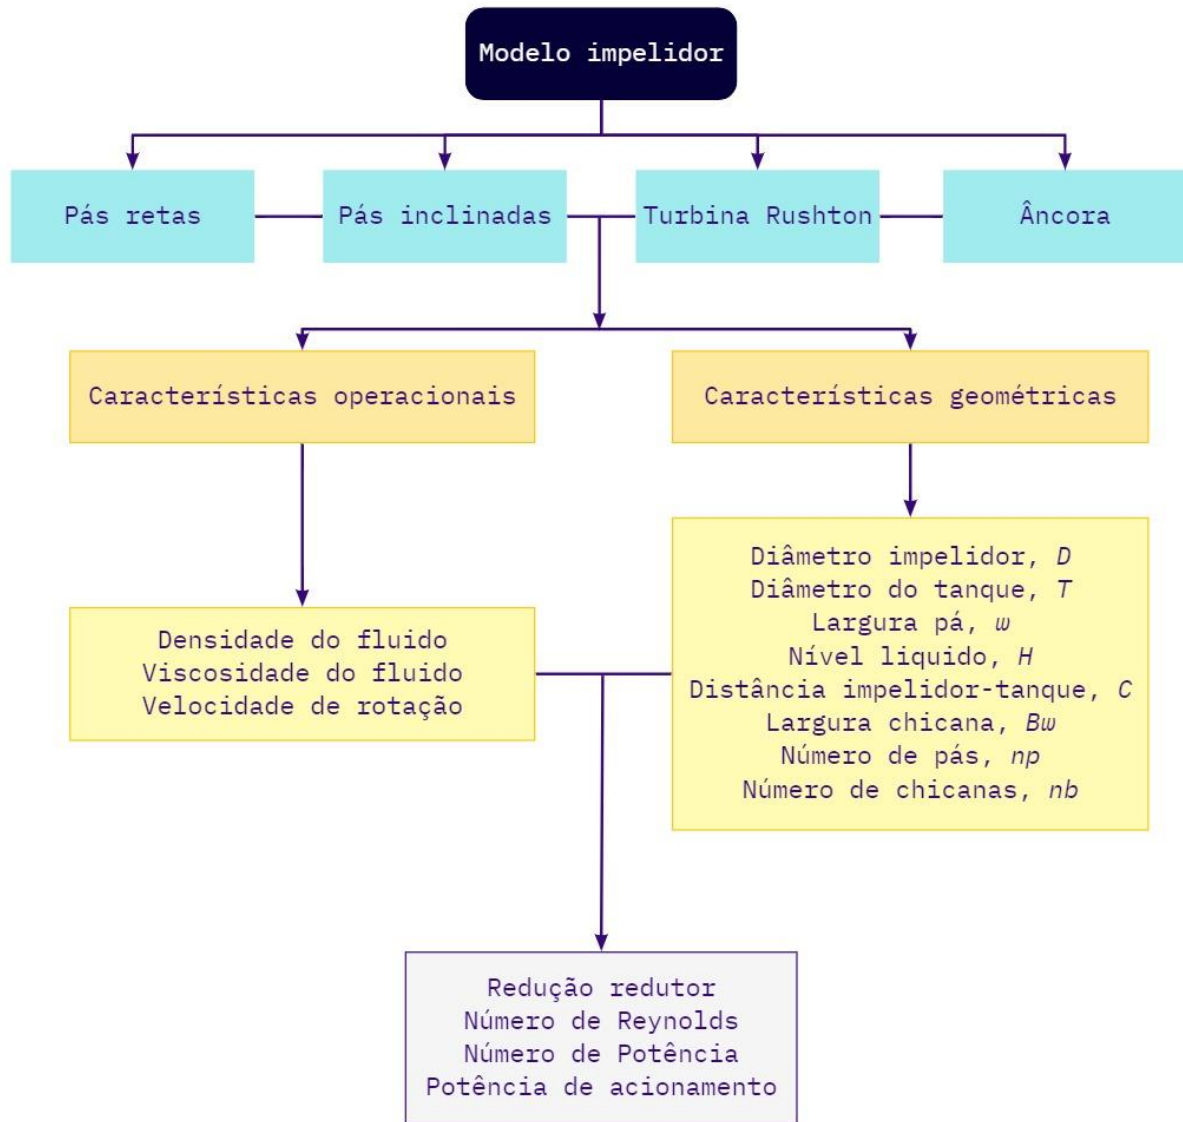 Modelo impelidor
Pás retas
Pás inclinadas
Turbina Rushton
Âncora
Características operacionais
Características geométricas
Densidade do fluido
Viscosidade do fluido
Velocidade de rotação
Diâmetro impelidor, D
Diâmetro do tanque, T
Largura pá, w
Nível liquido, H
Distância impelidor-tanque, C
Largura chicana, Bw
Número de pás, np
Número de chicanas, nb
Redução redutor
Número de Reynolds
Número de Potência
Potência de acionamento